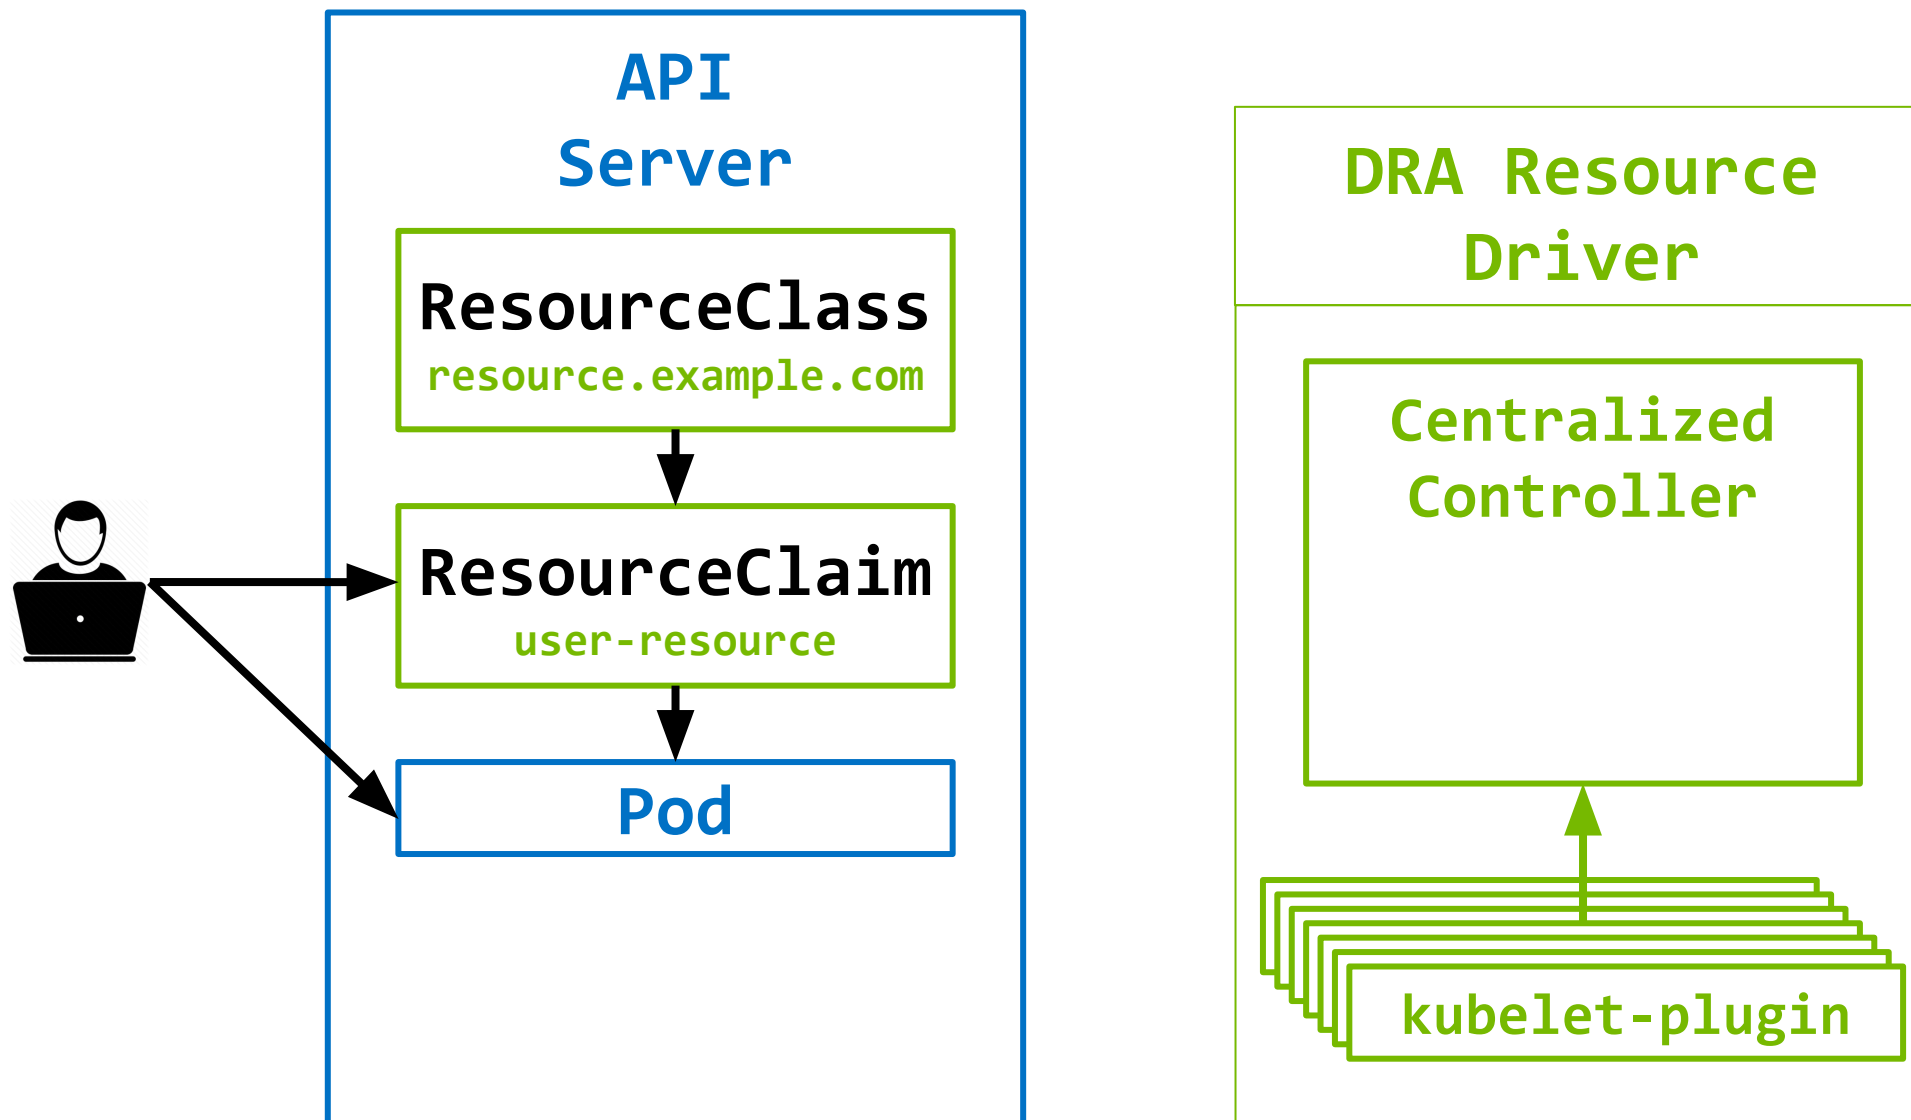 API
Server
ResourceClass
resource.example.com
ResourceClaim
user-resource
Pod
DRA Resource
Driver
Centralized
Controller
kubelet-plugin